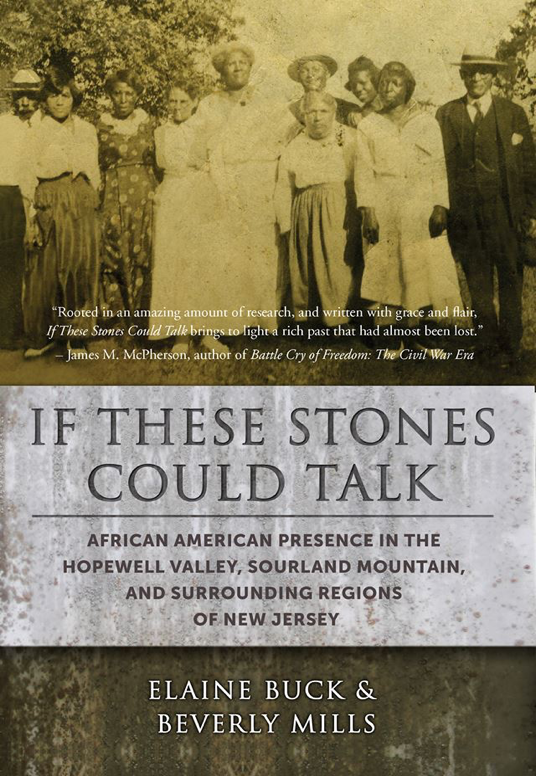 “Rooted in an amazing amount of research, and written with grace and flair,
If These Stones Could Talk brings to light a rich past that had almost been lost.”
– James M. McPherson, author of Battle Cry of Freedom: The Civil War Era
IF THESE STONES
COULD TALK
AFRICAN AMERICAN PRESENCE IN THE
HOPEWELL VALLEY, SOURLAND MOUNTAIN,
AND SURROUNDING REGIONS
OF NEW JERSEY
ELAINE BUCK &
BEVERLY MILLS